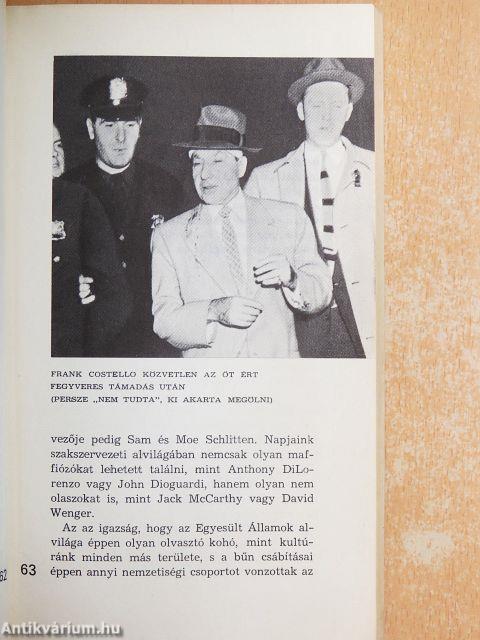 FRANK COSTELLO KÖZVETLEN AZ ŐT ÉRT
FEGYVERES TÁMADÁS UTÁN
(PERSZE „NEM TUDTA", KI AKARTA MEGÖLNI)
vezője pedig Sam és Moe Schlitten. Napjaink
szakszervezeti alvilágában nemcsak olyan maf-
fiózókat lehetett találni, mint Anthony DiLo-
renzo vagy John Dioguardi, hanem olyan nem
olaszokat is, mint Jack McCarthy vagy David
Wenger.
Az az igazság, hogy az Egyesült Államok al-
világa éppen olyan olvasztó kohó, mint kultú-
ránk minden más területe, s a bűn csábításai
éppen annyi nemzetiségi csoportot vonzottak az
62
63
Antikvárium.hu